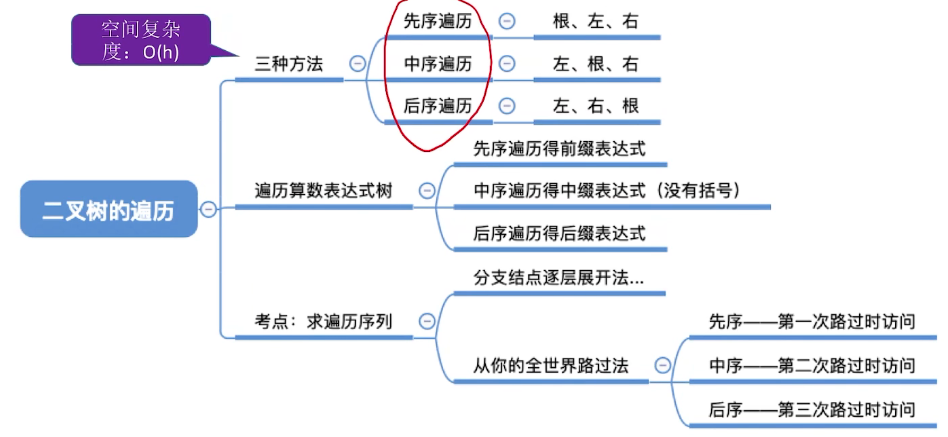 空间复杂
度：O(h)
二叉树的遍历
三种方法
先序遍历
根、左、右
中序遍历
左、根、右
后序遍历
左、右、根
遍历算数表达式树
先序遍历得前缀表达式
中序遍历得中缀表达式（没有括号）
后序遍历得后缀表达式
考点：求遍历序列
分支结点逐层展开法...
从你的全世界路过法
先序——第一次路过时访问
中序——第二次路过时访问
后序——第三次路过时访问